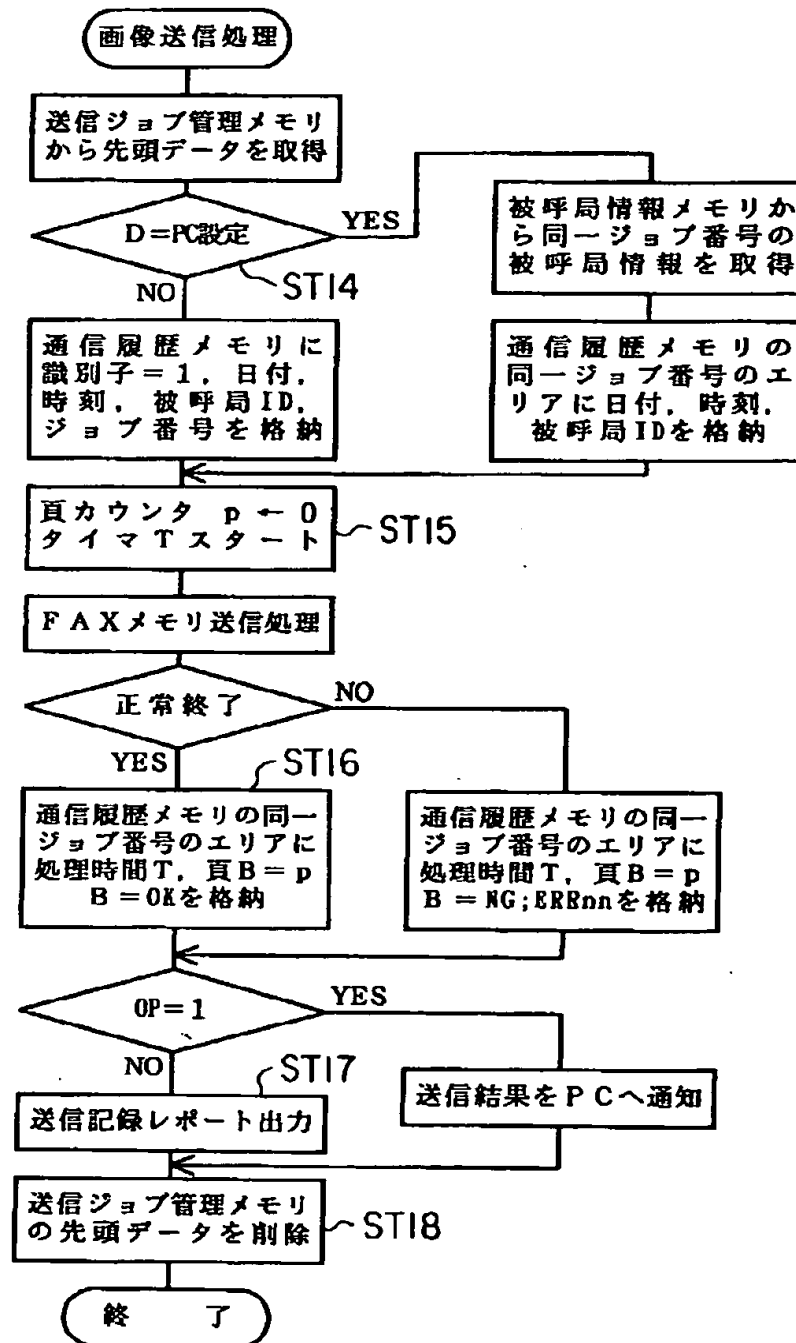 画像送信処理
送信ジョブ管理メモリ
から先頭データを取得
D=PC設定
YES
ST14
NO
被呼局情報メモリか
ら同一ジョブ番号の
被呼局情報を取得
通信履歴メモリに
識別子=1,日付,
時刻,被呼局ID,
ジョブ番号を格納
通信履歴メモリの
同一ジョブ番号のエ
リアに日付,時刻,
被呼局IDを格納
頁カウンタ p ← 0
タイマTスタート
ST15
FAXメモリ送信処理
正常終了
NO
YES
ST16
通信履歴メモリの同一
ジョブ番号のエリアに
処理時間T,頁B=p
B=OKを格納
通信履歴メモリの同一
ジョブ番号のエリアに
処理時間T,頁B=p
B=NG;ERRnnを格納
OP=1
YES
NO
ST17
送信記録レポート出力
送信結果をPCへ通知
送信ジョブ管理メモリ
の先頭データを削除
ST18
終 了